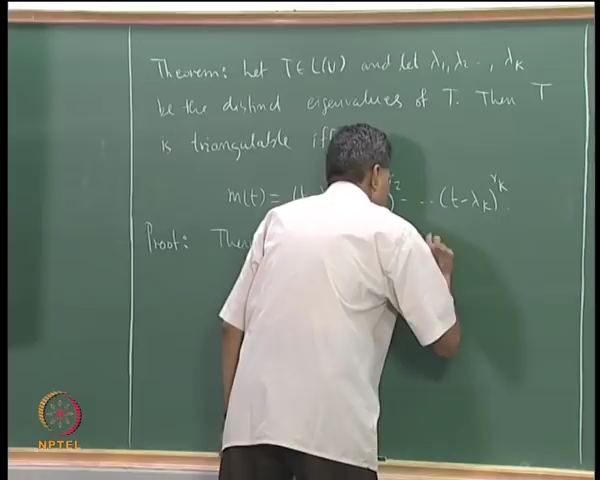 Theorem: Let T ∈ L(V) and let λ₁, λ₂ .., λₖ
be the distinct eigenvalues of T. Then T
is triangulable iff
m(t) = (t- ... (t-λₖ)^rₖ.
Proof: There
NPTEL